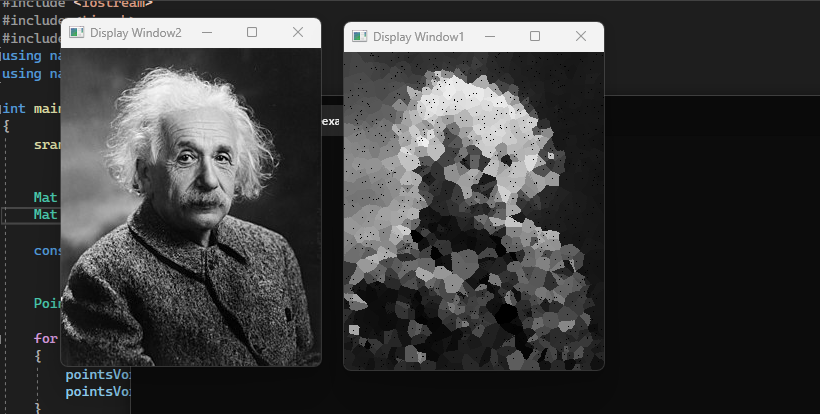 #include <iostream>
#include
#include
using na
using na
int main
{
sran
Mat
Mat
cons
Poin
for
{
pointsVo
pointsVo
}
Display Window2
Display Window1
exa